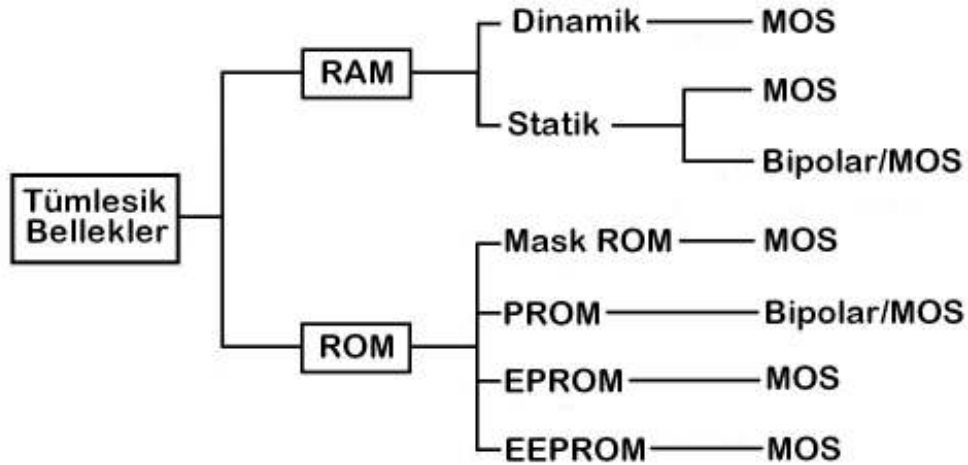 Dinamik
MOS
RAM
MOS
Statik
Bipolar/MOS
Tümlesik
Bellekler
Mask ROM
MOS
PROM
Bipolar/MOS
ROM
EPROM
MOS
EEPROM
MOS